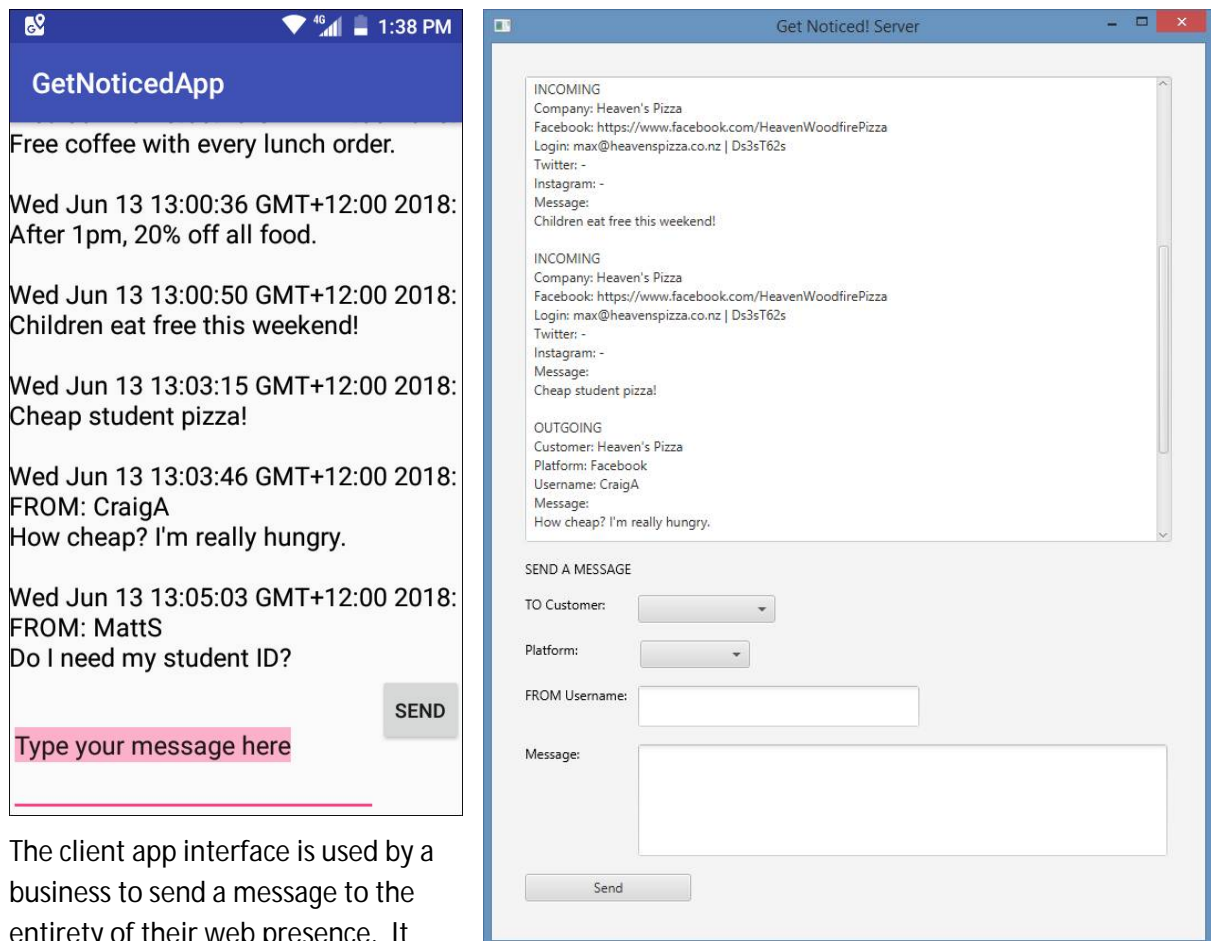 4G 1:38 PM
GetNoticedApp
Free coffee with every lunch order.
Wed Jun 13 13:00:36 GMT+12:00 2018:
After 1pm, 20% off all food.
Wed Jun 13 13:00:50 GMT+12:00 2018:
Children eat free this weekend!
Wed Jun 13 13:03:15 GMT+12:00 2018:
Cheap student pizza!
Wed Jun 13 13:03:46 GMT+12:00 2018:
FROM: CraigA
How cheap? I'm really hungry.
Wed Jun 13 13:05:03 GMT+12:00 2018:
FROM: MattS
Do I need my student ID?
SEND
Type your message here
The client app interface is used by a
business to send a message to the
entirety of their web presence. It
Get Noticed! Server
INCOMING
Company: Heaven's Pizza
Facebook: https://www.facebook.com/HeavenWoodfirePizza
Login: max@heavenspizza.co.nz | Ds3sT62s
Twitter: -
Instagram: -
Message:
Children eat free this weekend!
INCOMING
Company: Heaven's Pizza
Facebook: https://www.facebook.com/HeavenWoodfirePizza
Login: max@heavenspizza.co.nz | Ds3sT62s
Twitter: -
Instagram: -
Message:
Cheap student pizza!
OUTGOING
Customer: Heaven's Pizza
Platform: Facebook
Username: CraigA
Message:
How cheap? I'm really hungry.
SEND A MESSAGE
TO Customer:
Platform:
FROM Username:
Message:
Send